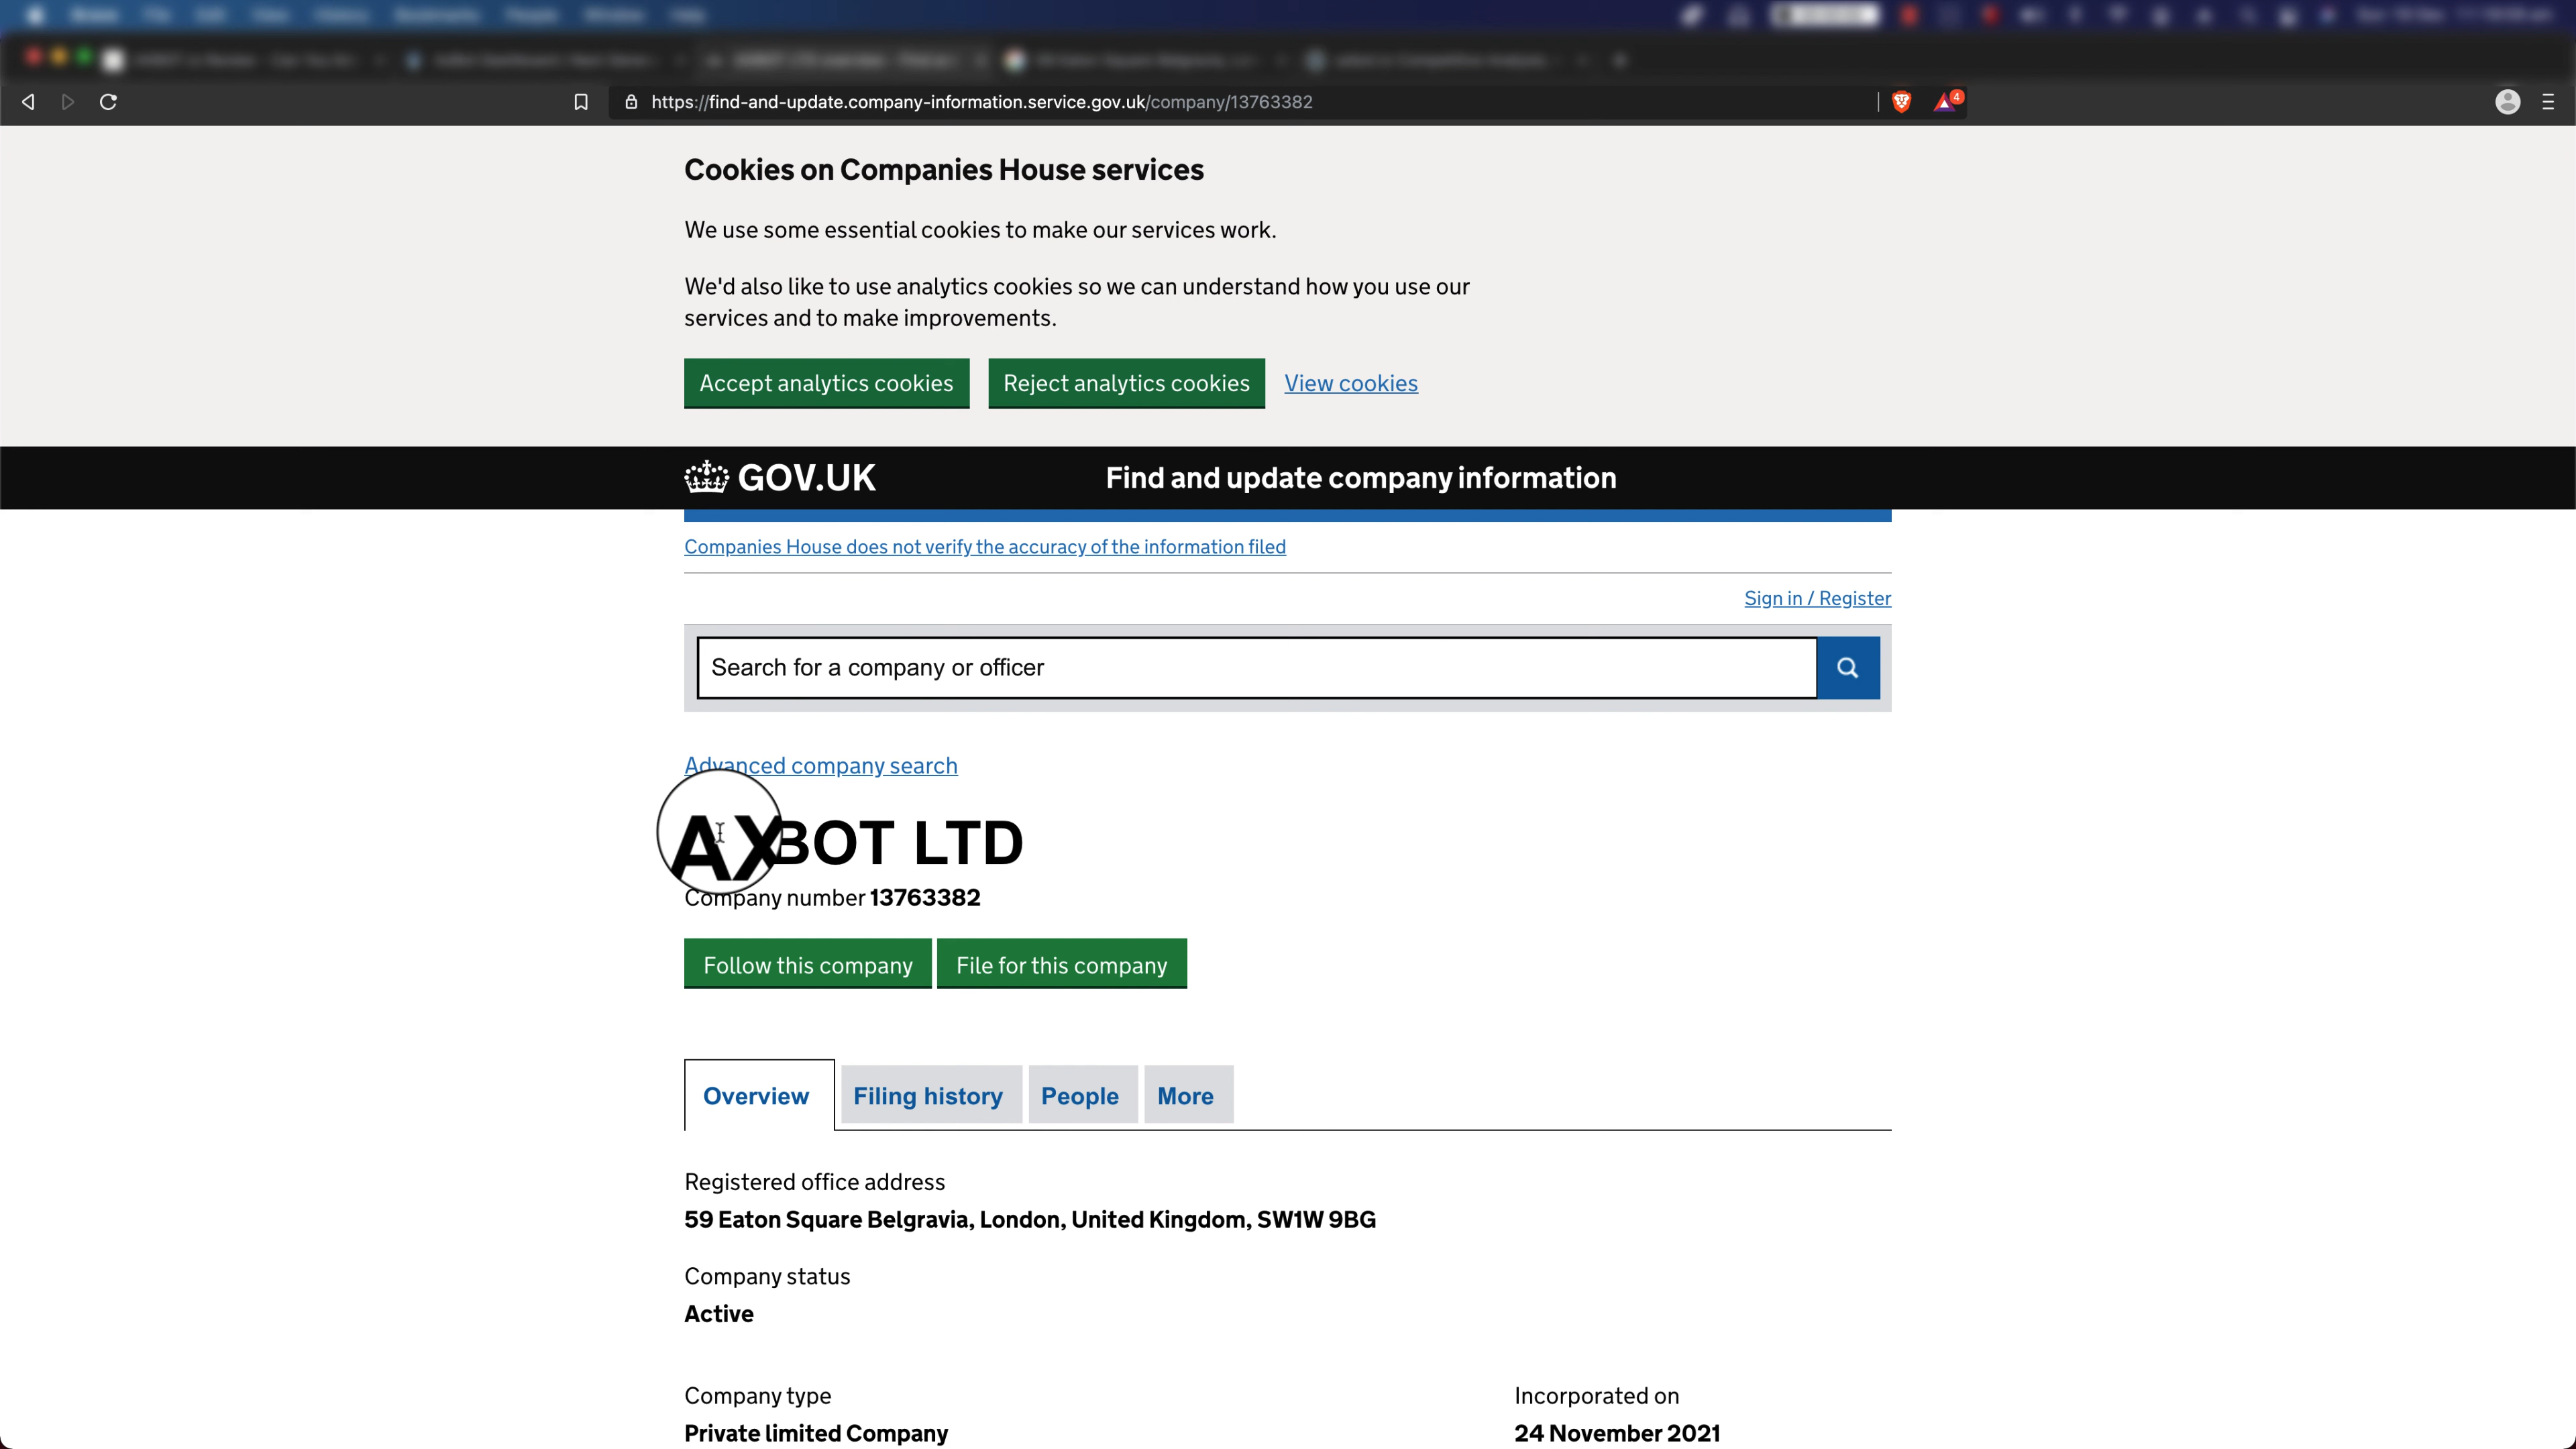 https://find-and-update.company-information.service.gov.uk/company/13763382
4
Cookies on Companies House services
We use some essential cookies to make our services work.
We'd also like to use analytics cookies so we can understand how you use our
services and to make improvements.
Accept analytics cookies
Reject analytics cookies
View cookies
GOV.UK
Find and update company information
Companies House does not verify the accuracy of the information filed
Sign in / Register
Search for a company or officer
Advanced company search
AXBOT LTD
Company number 13763382
Follow this company
File for this company
Overview
Filing history
People
More
Registered office address
59 Eaton Square Belgravia, London, United Kingdom, SW1W 9BG
Company status
Active
Company type
Private limited Company
Incorporated on
24 November 2021